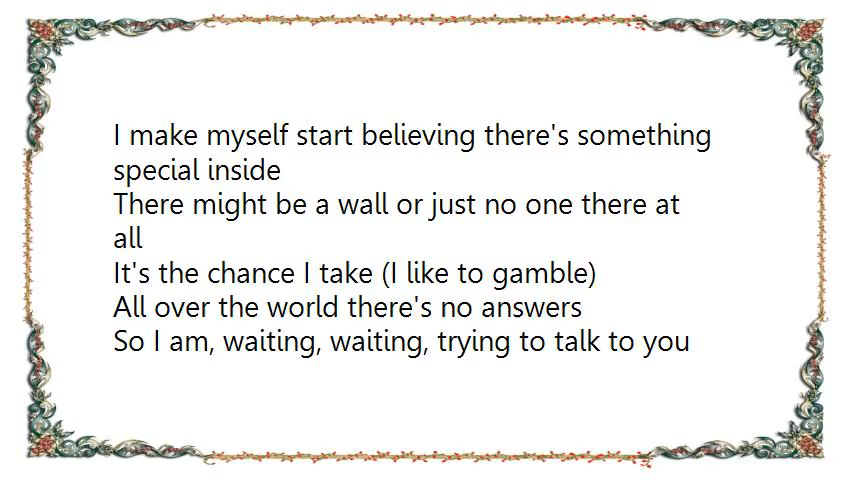 I make myself start believing there's something
special inside
There might be a wall or just no one there at
all
It's the chance I take (I like to gamble)
All over the world there's no answers
So I am, waiting, waiting, trying to talk to you